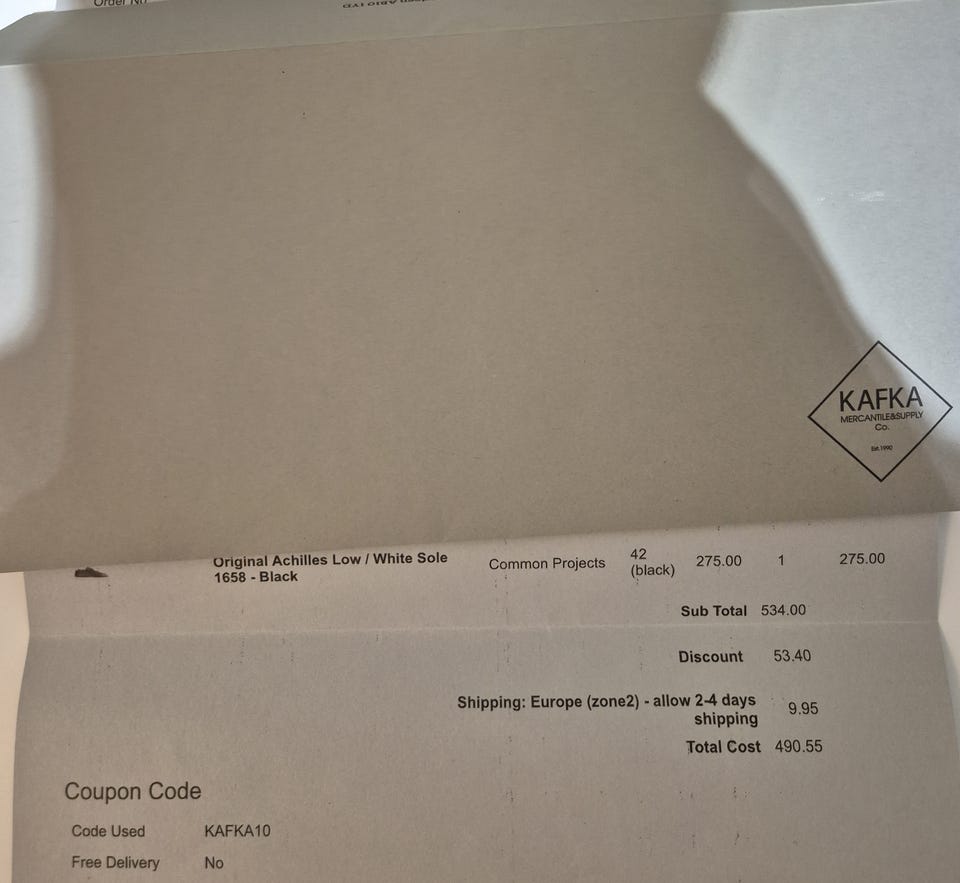 Order No
KAFKA
MERCANTILE&SUPPLY
Co.
Est.1990
Original Achilles Low / White Sole
1658 - Black
Common Projects
42
(black)
275.00
1
275.00
Sub Total 534.00
Discount 53.40
Shipping: Europe (zone2) - allow 2-4 days
shipping
9.95
Total Cost 490.55
Coupon Code
Code Used KAFKA10
Free Delivery No